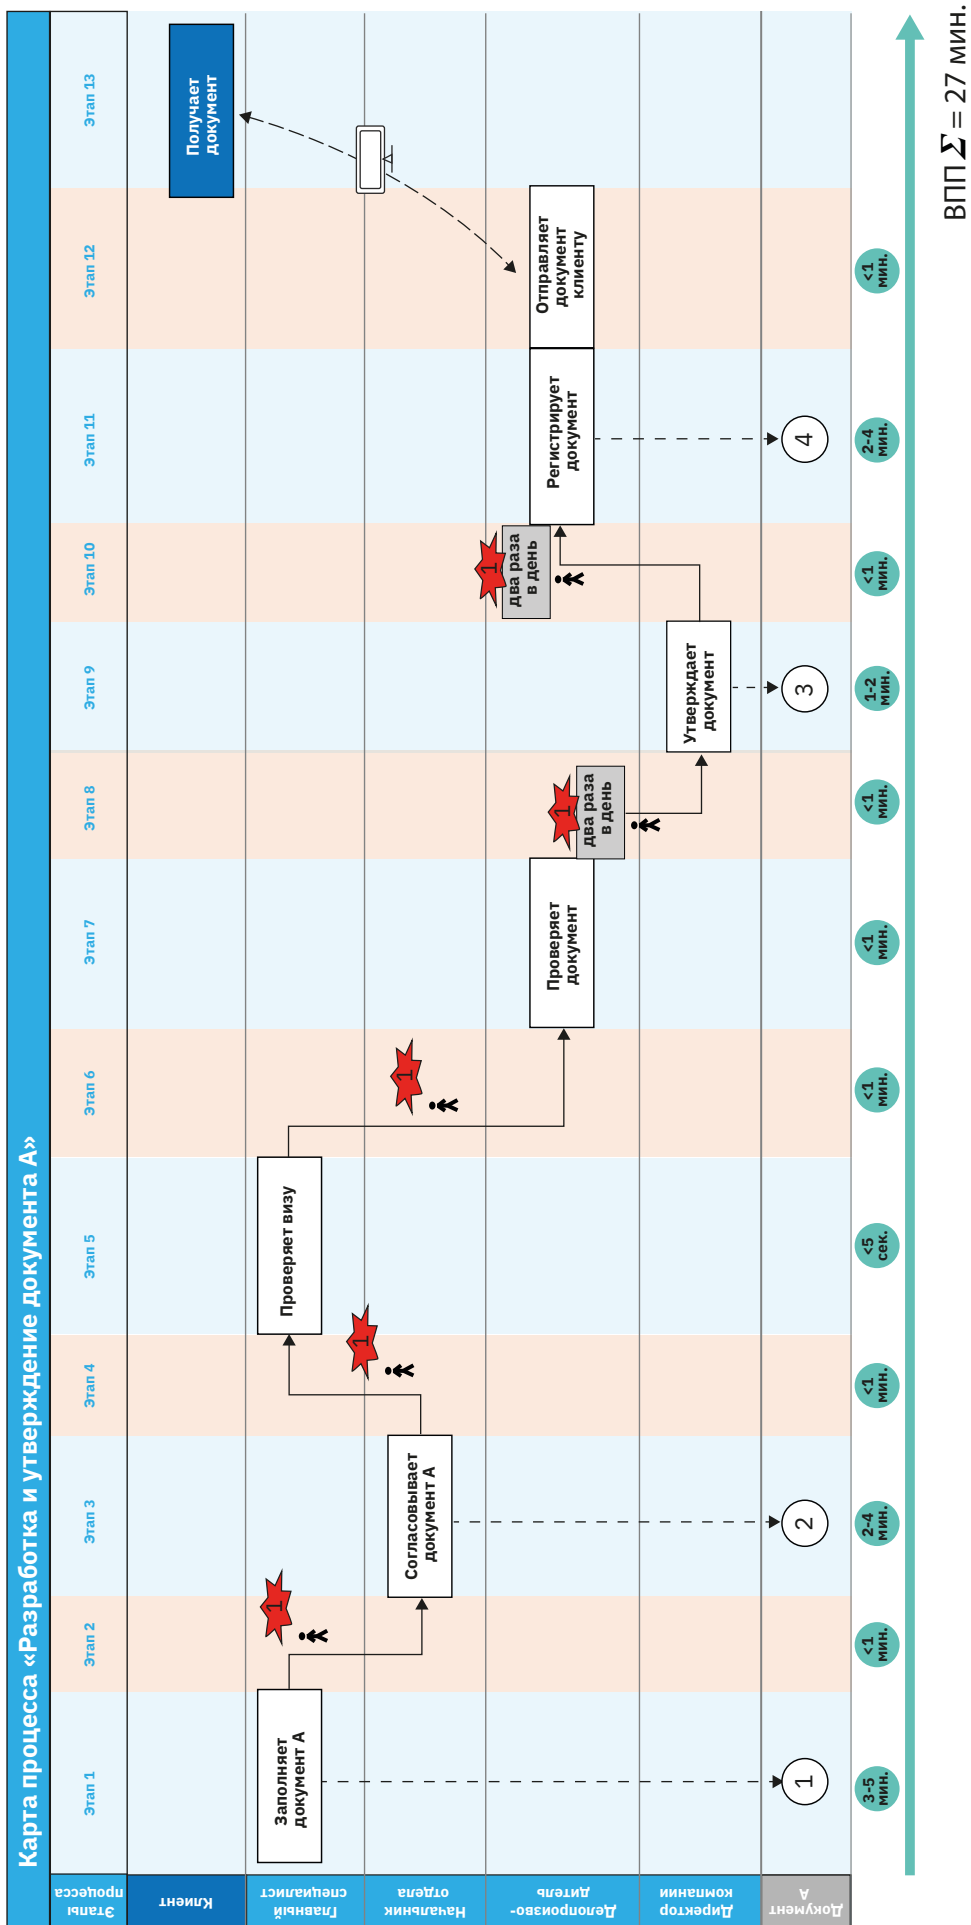 Карта процесса «Разработка и утверждение документа А»
Этапы
процесса
Этап 1
Этап 2
Этап 3
Этап 4
Этап 5
Этап 6
Этап 7
Этап 8
Этап 9
Этап 10
Этап 11
Этап 12
Этап 13
Клиент
Получает
документ
Главный
специалист
Заполняет
документ А
1
Проверяет визу
1
Начальник
отдела
Согласовывает
документ А
1
Делопроизво-
дитель
Проверяет
документ
1
два раза
в день
1
два раза
в день
Регистрирует
документ
Отправляет
документ
клиенту
Директор
компании
Утверждает
документ
Документ
А
1
2
3
4
3-5
мин.
<1
мин.
2-4
мин.
<1
мин.
<5
сек.
<1
мин.
<1
мин.
<1
мин.
1-2
мин.
<1
мин.
2-4
мин.
<1
мин.
ВПП Σ = 27 мин.